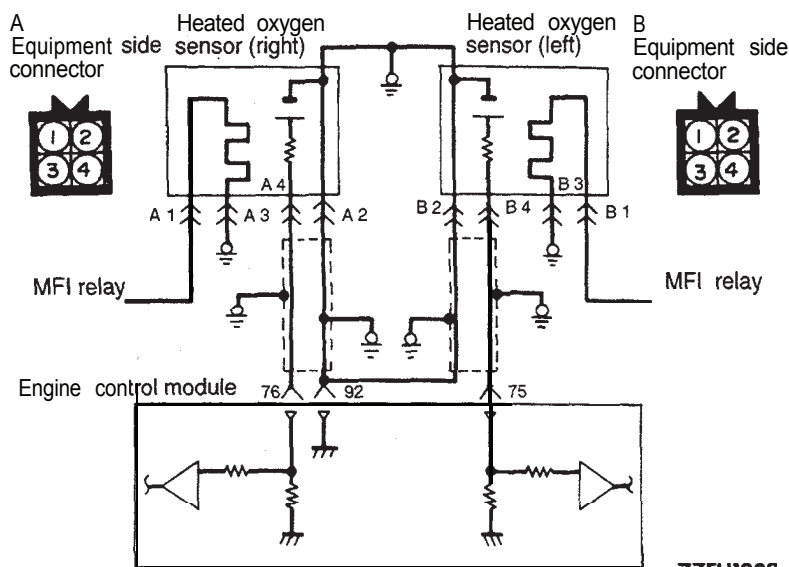 A
Equipment side
connector
Heated oxygen
sensor (right)
Heated oxygen
sensor (left)
B
Equipment side
connector
1 2
3 4
1 2
3 4
A 4
B 3
A 1
A 3
A 2
B 2
B 4
B 1
MFI relay
MFI relay
Engine control module
76
92
75